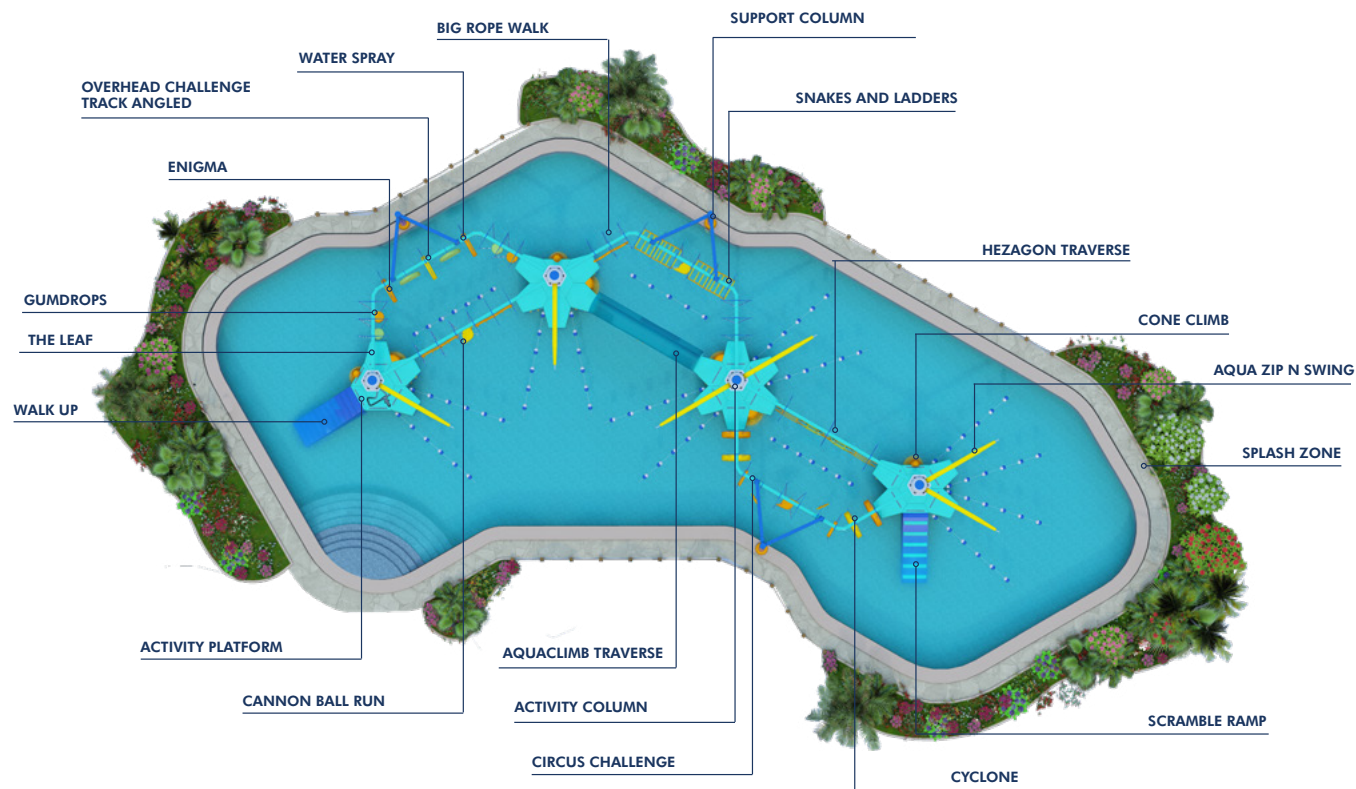 SUPPORT COLUMN
BIG ROPE WALK
WATER SPRAY
OVERHEAD CHALLENGE
TRACK ANGLED
SNAKES AND LADDERS
ENIGMA
HEZAGON TRAVERSE
GUMDROPS
CONE CLIMB
THE LEAF
AQUA ZIP N SWING
WALK UP
SPLASH ZONE
ACTIVITY PLATFORM
AQUACLIMB TRAVERSE
CANNON BALL RUN
ACTIVITY COLUMN
SCRAMBLE RAMP
CIRCUS CHALLENGE
CYCLONE